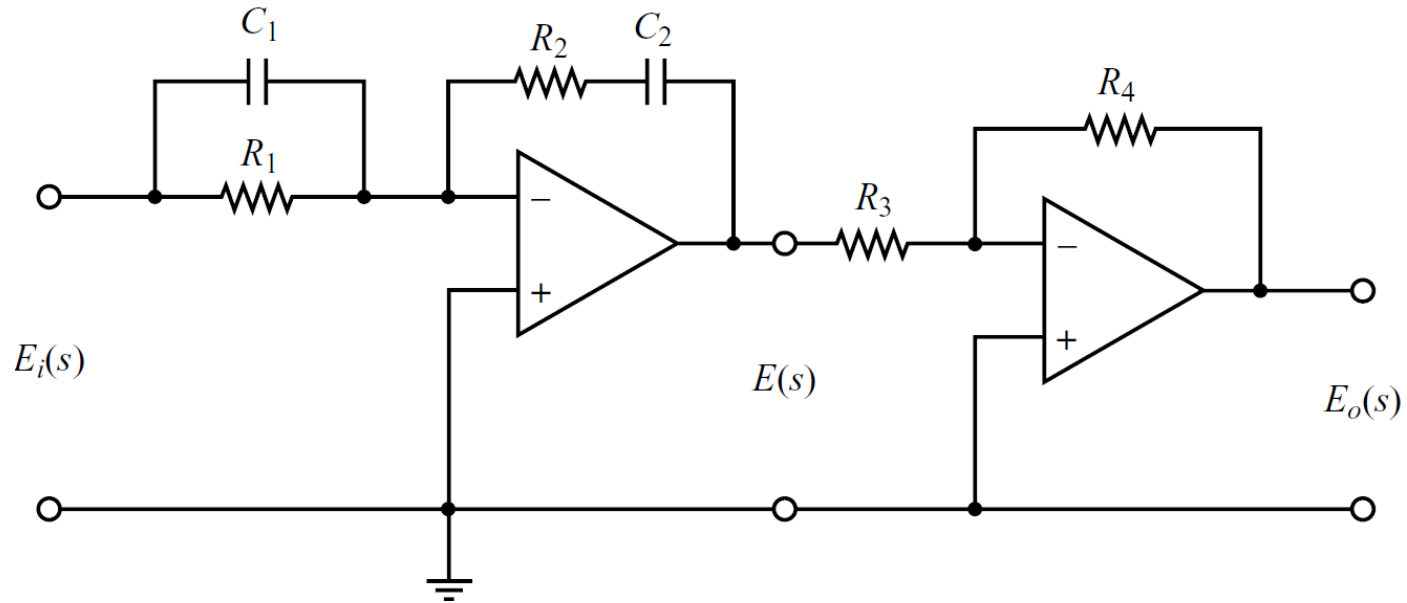 C₁
R₂
C₂
R₄
R₁
−
R₃
−
+
+
Eᵢ(s)
E(s)
Eₒ(s)